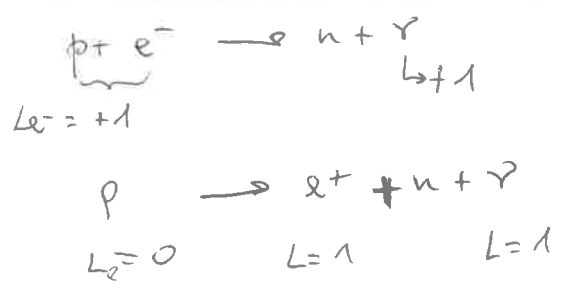 p + e⁻ → n + γ
↳ +1
Le⁻ = +1
p → e⁺ + n + γ
Le = 0 L = 1 L = 1